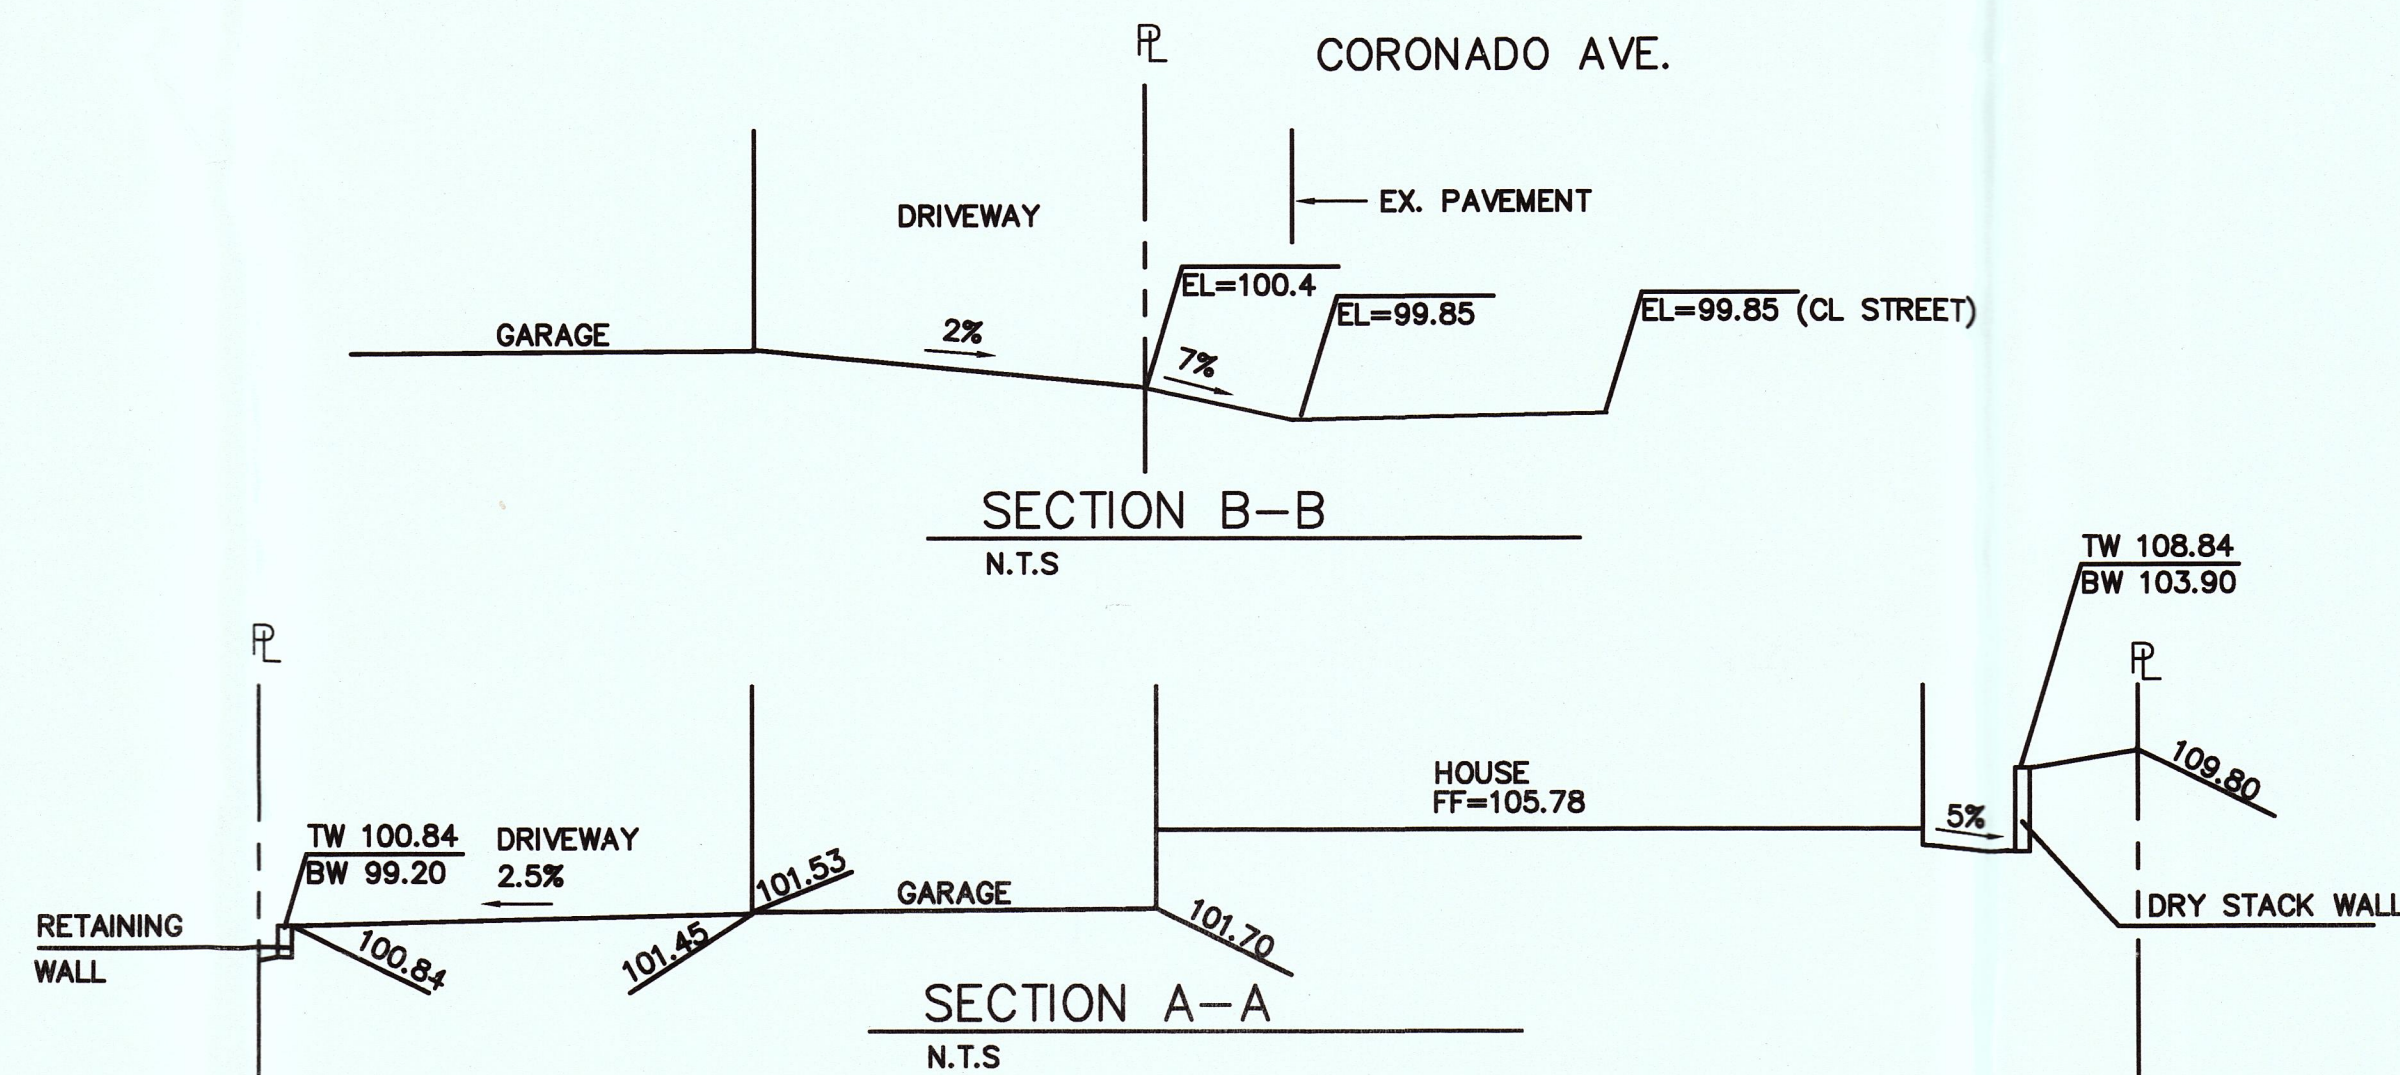 PL
CORONADO AVE.
EX. PAVEMENT
DRIVEWAY
EL=100.4
EL=99.85
EL=99.85 (CL STREET)
GARAGE
2%
7%
SECTION B-B
N.T.S
TW 108.84
BW 103.90
PL
PL
109.80
HOUSE
FF=105.78
5%
TW 100.84
BW 99.20
DRIVEWAY
2.5%
101.53
GARAGE
RETAINING
WALL
100.84
101.45
101.70
DRY STACK WALL
SECTION A-A
N.T.S